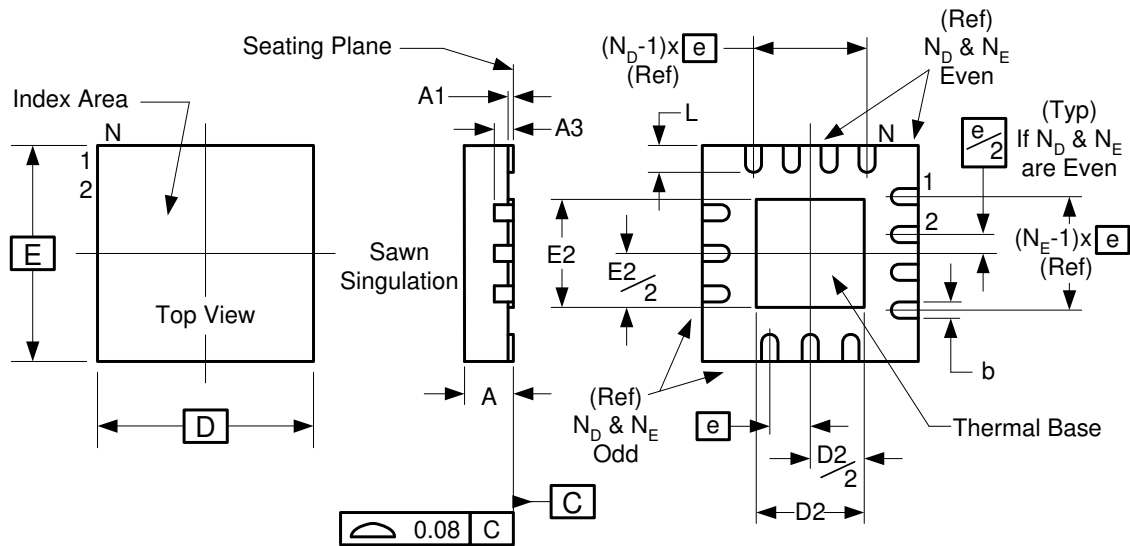 Seating Plane
Index Area
N
1
2
E
Top View
D
A1
A3
Sawn
Singulation
A
0.08 C
C
(N_D-1)x e
(Ref)
(Ref)
N_D & N_E
Even
L
N
e/2
(Typ)
If N_D & N_E
are Even
1
2
(N_E-1)x e
(Ref)
E2
E2/2
b
(Ref)
N_D & N_E
Odd
e
Thermal Base
D2/2
D2